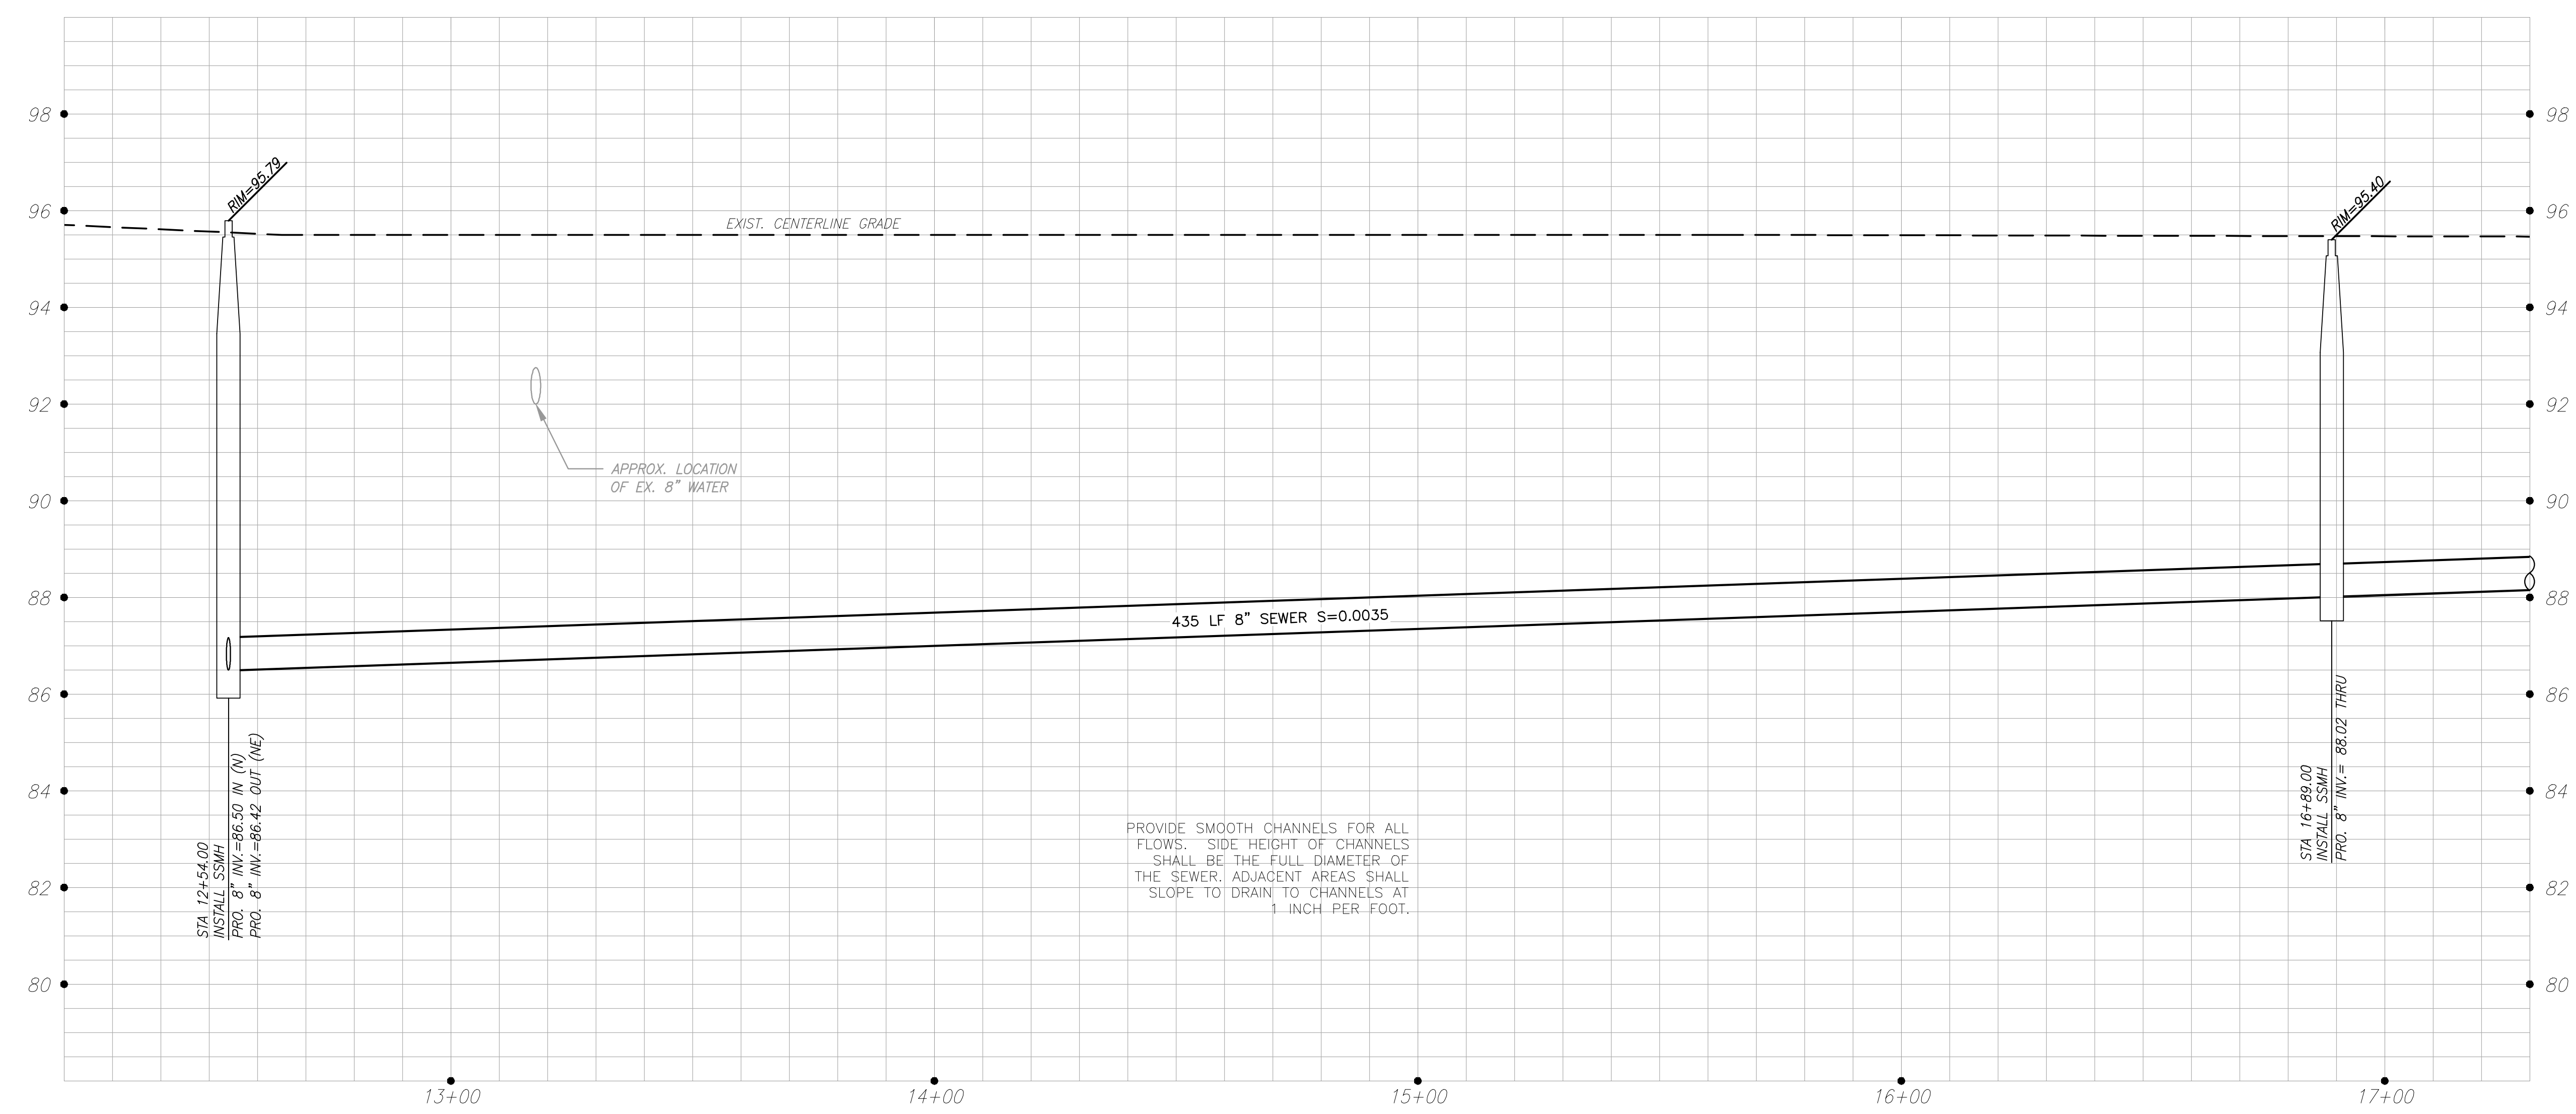 98
98
RIM=95.79
RIM=95.40
96
96
EXIST. CENTERLINE GRADE
94
94
92
92
APPROX. LOCATION
OF EX. 8" WATER
90
90
88
88
435 LF 8" SEWER S=0.0035
86
86
STA 12+54.00
INSTALL SSMH
PRO. 8" INV.=86.50 IN (N)
PRO. 8" INV.=86.42 OUT (NE)
STA 16+89.00
INSTALL SSMH
PRO. 8" INV.= 88.02 THRU
84
84
PROVIDE SMOOTH CHANNELS FOR ALL
FLOWS. SIDE HEIGHT OF CHANNELS
SHALL BE THE FULL DIAMETER OF
THE SEWER. ADJACENT AREAS SHALL
SLOPE TO DRAIN TO CHANNELS AT
1 INCH PER FOOT.
82
82
80
80
13+00
14+00
15+00
16+00
17+00